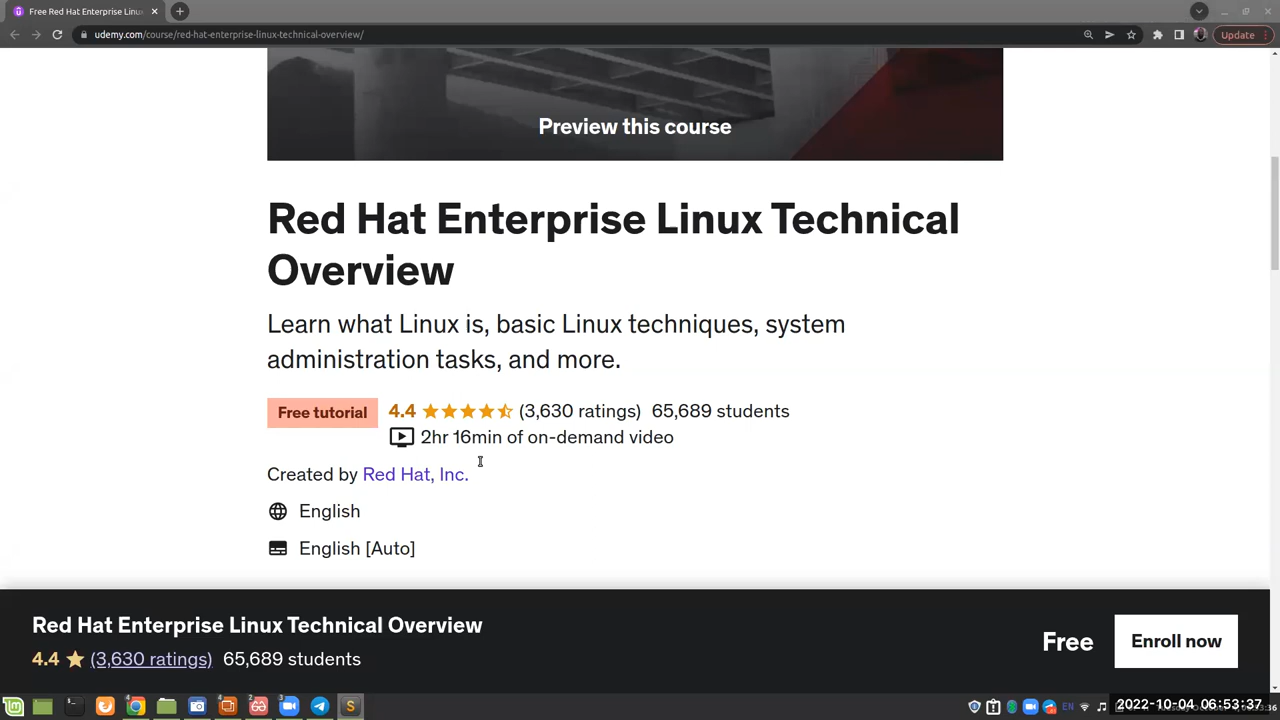 Free Red Hat Enterprise Linu
udemy.com/course/red-hat-enterprise-linux-technical-overview/
Update
Preview this course
Red Hat Enterprise Linux Technical
Overview
Learn what Linux is, basic Linux techniques, system
administration tasks, and more.
Free tutorial
4.4 (3,630 ratings) 65,689 students
2hr 16min of on-demand video
Created by Red Hat, Inc.
English
English [Auto]
Red Hat Enterprise Linux Technical Overview
4.4 (3,630 ratings) 65,689 students
Free
Enroll now
EN
2022-10-04 06:53:37